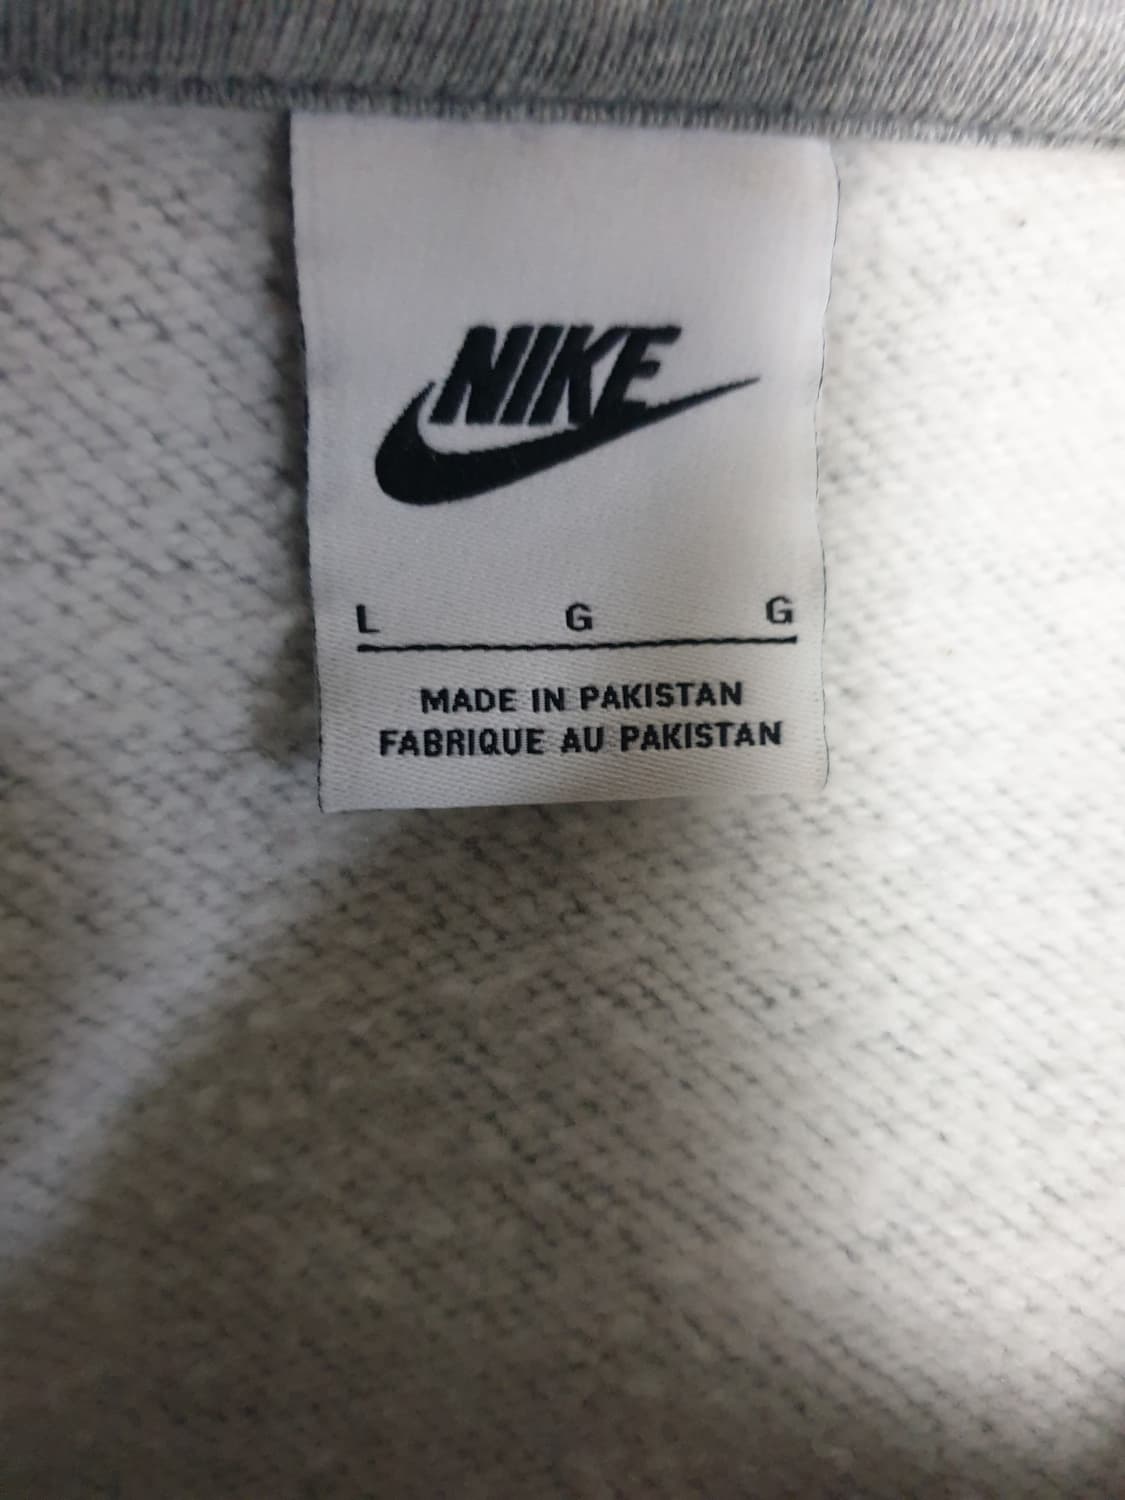 NIKE
L G G
MADE IN PAKISTAN
FABRIQUE AU PAKISTAN